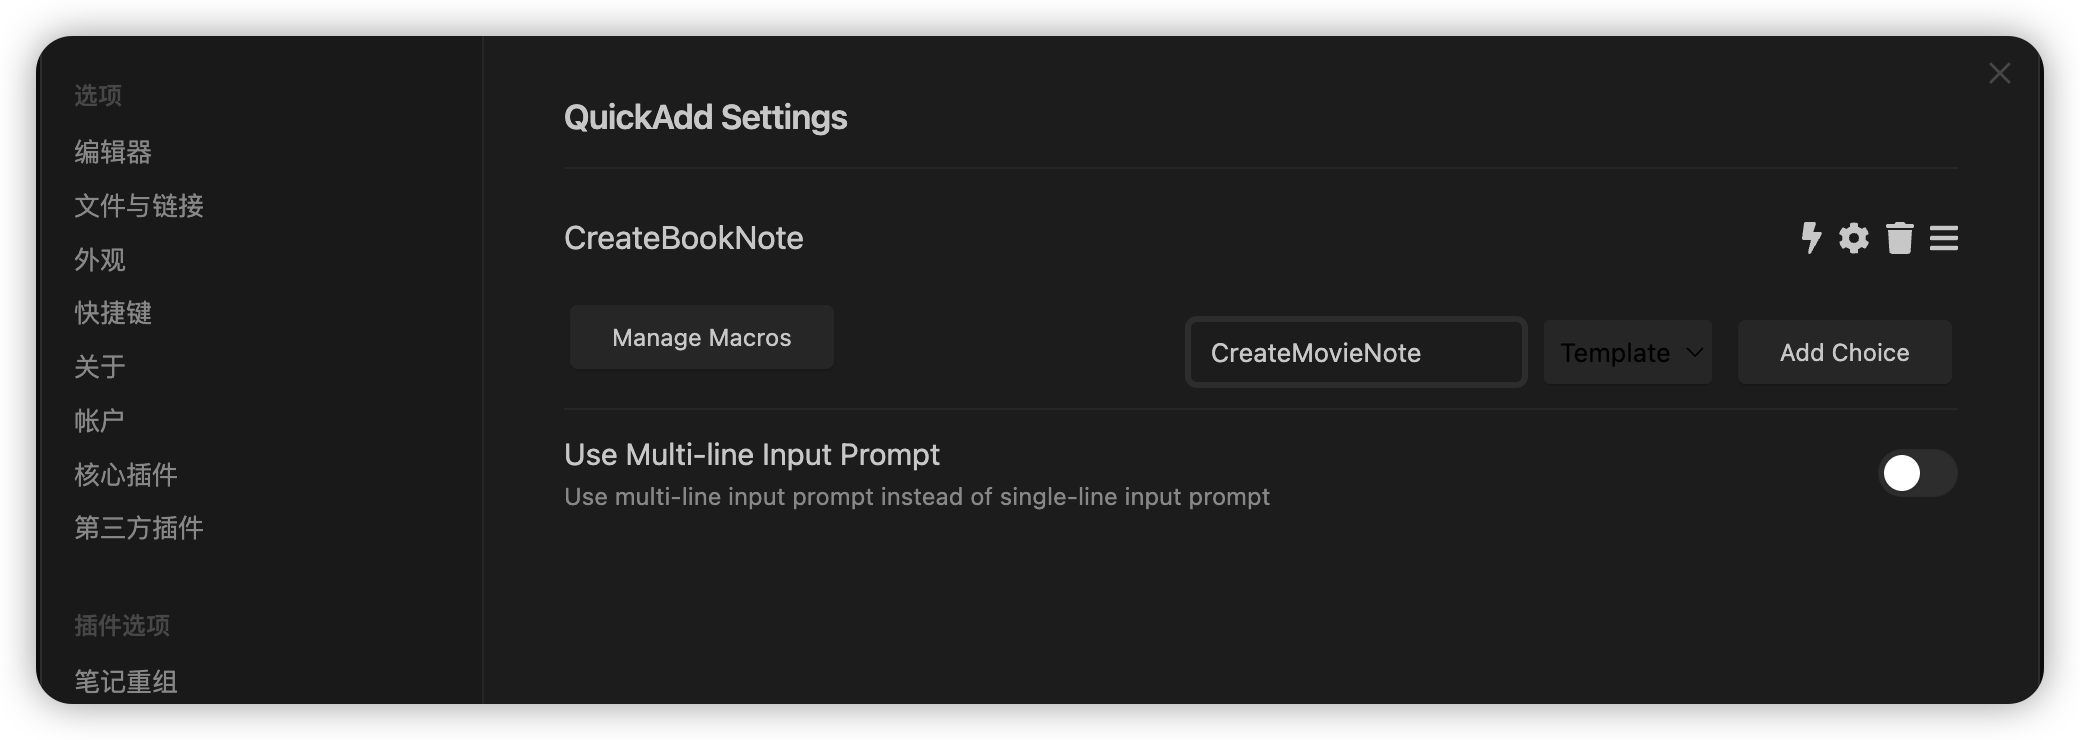 选项
编辑器
文件与链接
外观
快捷键
关于
帐户
核心插件
第三方插件
插件选项
笔记重组
QuickAdd Settings
CreateBookNote
Manage Macros
CreateMovieNote
Template
Add Choice
Use Multi-line Input Prompt
Use multi-line input prompt instead of single-line input prompt